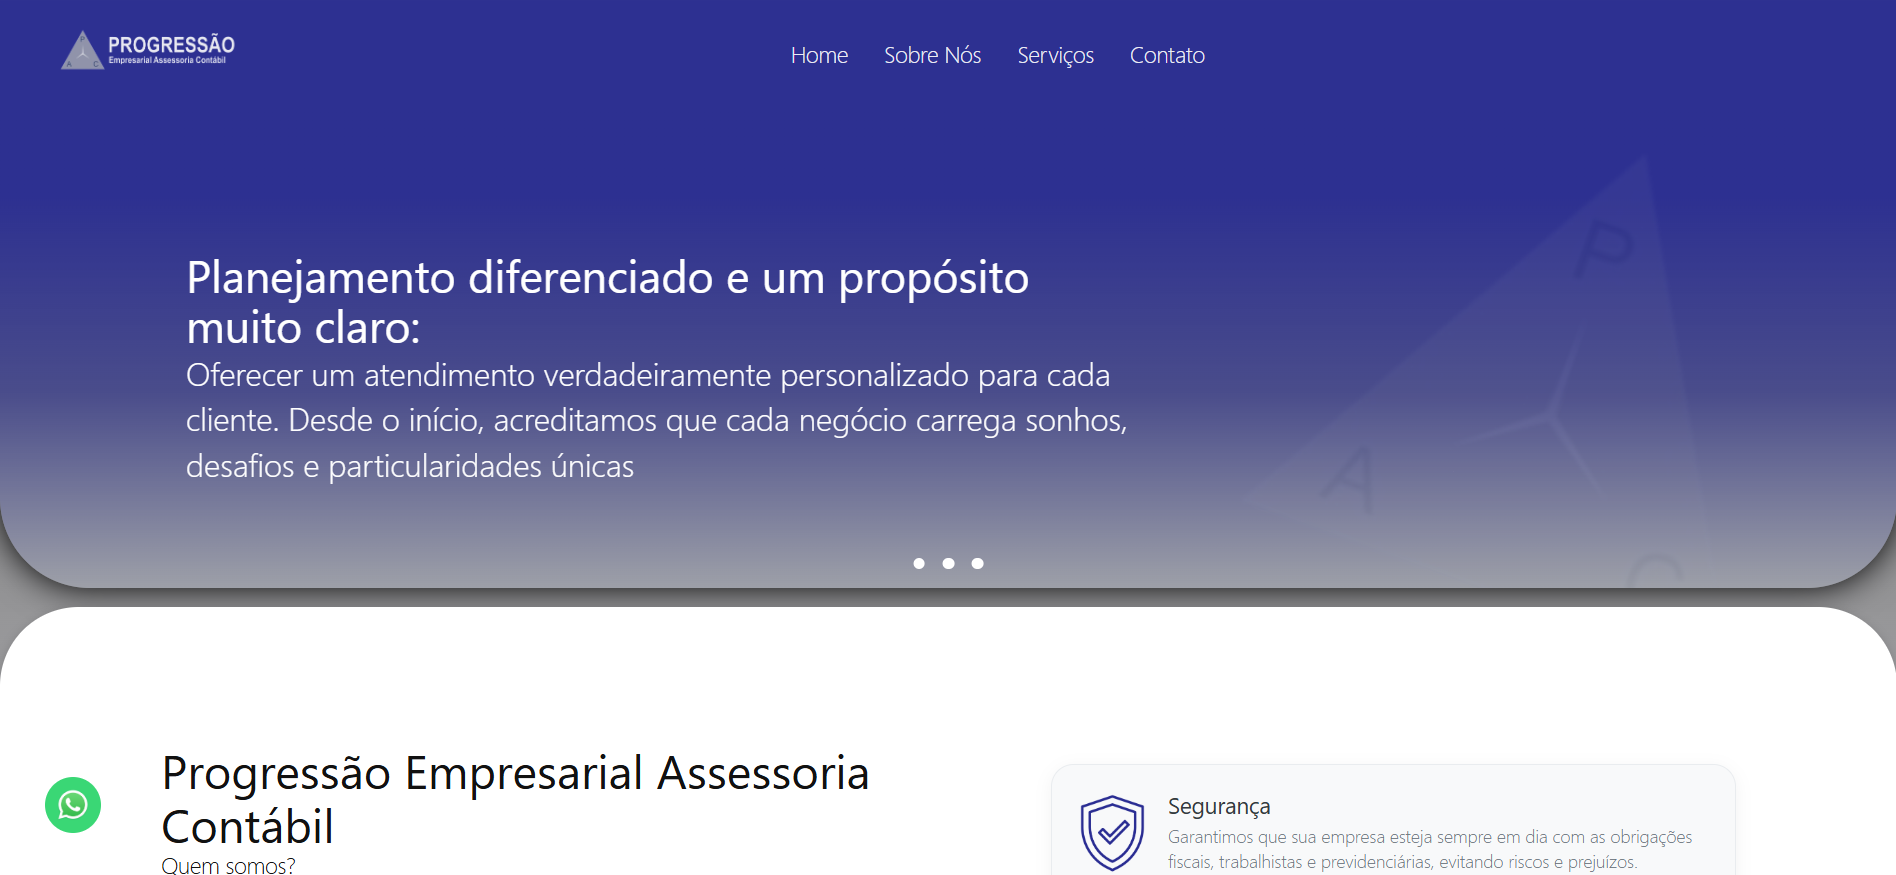 PROGRESSÃO
Empresarial Assessoria Contábil
P
A C
Home Sobre Nós Serviços Contato
Planejamento diferenciado e um propósito
muito claro:
Oferecer um atendimento verdadeiramente personalizado para cada
cliente. Desde o início, acreditamos que cada negócio carrega sonhos,
desafios e particularidades únicas
P
A
C
Progressão Empresarial Assessoria
Contábil
Quem somos?
Segurança
Garantimos que sua empresa esteja sempre em dia com as obrigações
fiscais, trabalhistas e previdenciárias, evitando riscos e prejuízos.